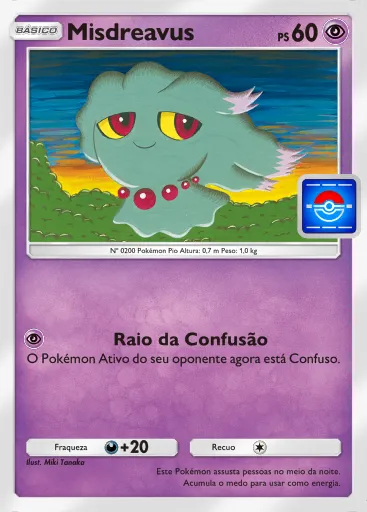 BÁSICO
Misdreavus
PS 60
Nº 0200 Pokémon Pio Altura: 0,7 m Peso: 1,0 kg
Raio da Confusão
O Pokémon Ativo do seu oponente agora está Confuso.
Fraqueza +20
Recuo
Ilust. Miki Tanaka
Este Pokémon assusta pessoas no meio da noite.
Acumula o medo para usar como energia.